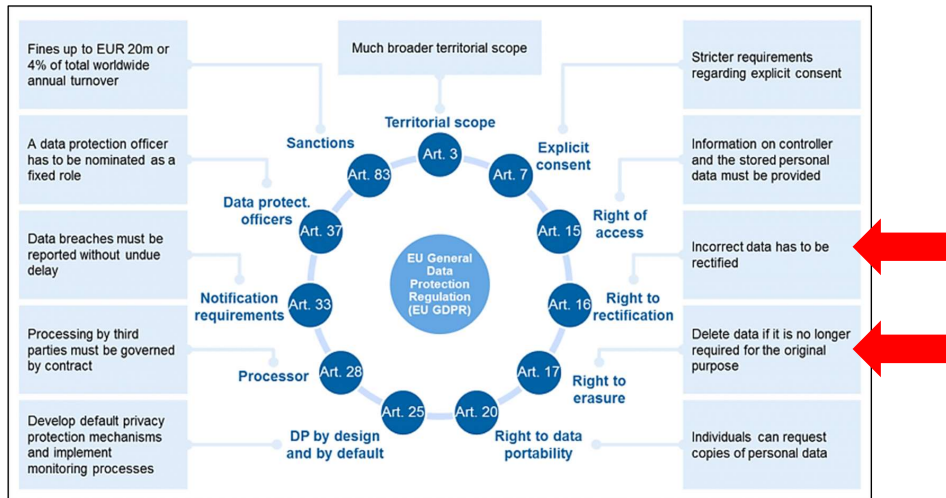 Fines up to EUR 20m or
4% of total worldwide
annual turnover
Much broader territorial scope
Stricter requirements
regarding explicit consent
A data protection officer
has to be nominated as a
fixed role
Information on controller
and the stored personal
data must be provided
Data breaches must be
reported without undue
delay
Incorrect data has to be
rectified
Processing by third
parties must be governed
by contract
Delete data if it is no longer
required for the original
purpose
Develop default privacy
protection mechanisms
and implement
monitoring processes
Individuals can request
copies of personal data
Territorial scope
Art. 3
Explicit
consent
Art. 7
Right of
access
Art. 15
Right to
rectification
Art. 16
Right to
erasure
Art. 17
Right to data
portability
Art. 20
DP by design
and by default
Art. 25
Processor
Art. 28
Notification
requirements
Art. 33
Data protect.
officers
Art. 37
Sanctions
Art. 83
EU General
Data
Protection
Regulation
(EU GDPR)